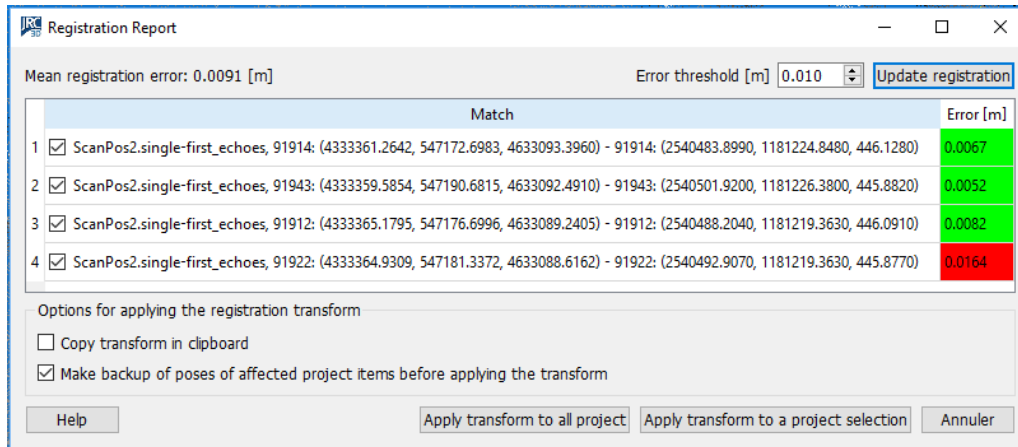 JRC 3D Registration Report
Mean registration error: 0.0091 [m] Error threshold [m] 0.010 Update registration
Match Error [m]
1 ScanPos2.single-first_echoes, 91914: (4333361.2642, 547172.6983, 4633093.3960) - 91914: (2540483.8990, 1181224.8480, 446.1280) 0.0067
2 ScanPos2.single-first_echoes, 91943: (4333359.5854, 547190.6815, 4633092.4910) - 91943: (2540501.9200, 1181226.3800, 445.8820) 0.0052
3 ScanPos2.single-first_echoes, 91912: (4333365.1795, 547176.6996, 4633089.2405) - 91912: (2540488.2040, 1181219.3630, 446.0910) 0.0082
4 ScanPos2.single-first_echoes, 91922: (4333364.9309, 547181.3372, 4633088.6162) - 91922: (2540492.9070, 1181219.3630, 445.8770) 0.0164
Options for applying the registration transform
Copy transform in clipboard
Make backup of poses of affected project items before applying the transform
Help Apply transform to all project Apply transform to a project selection Annuler